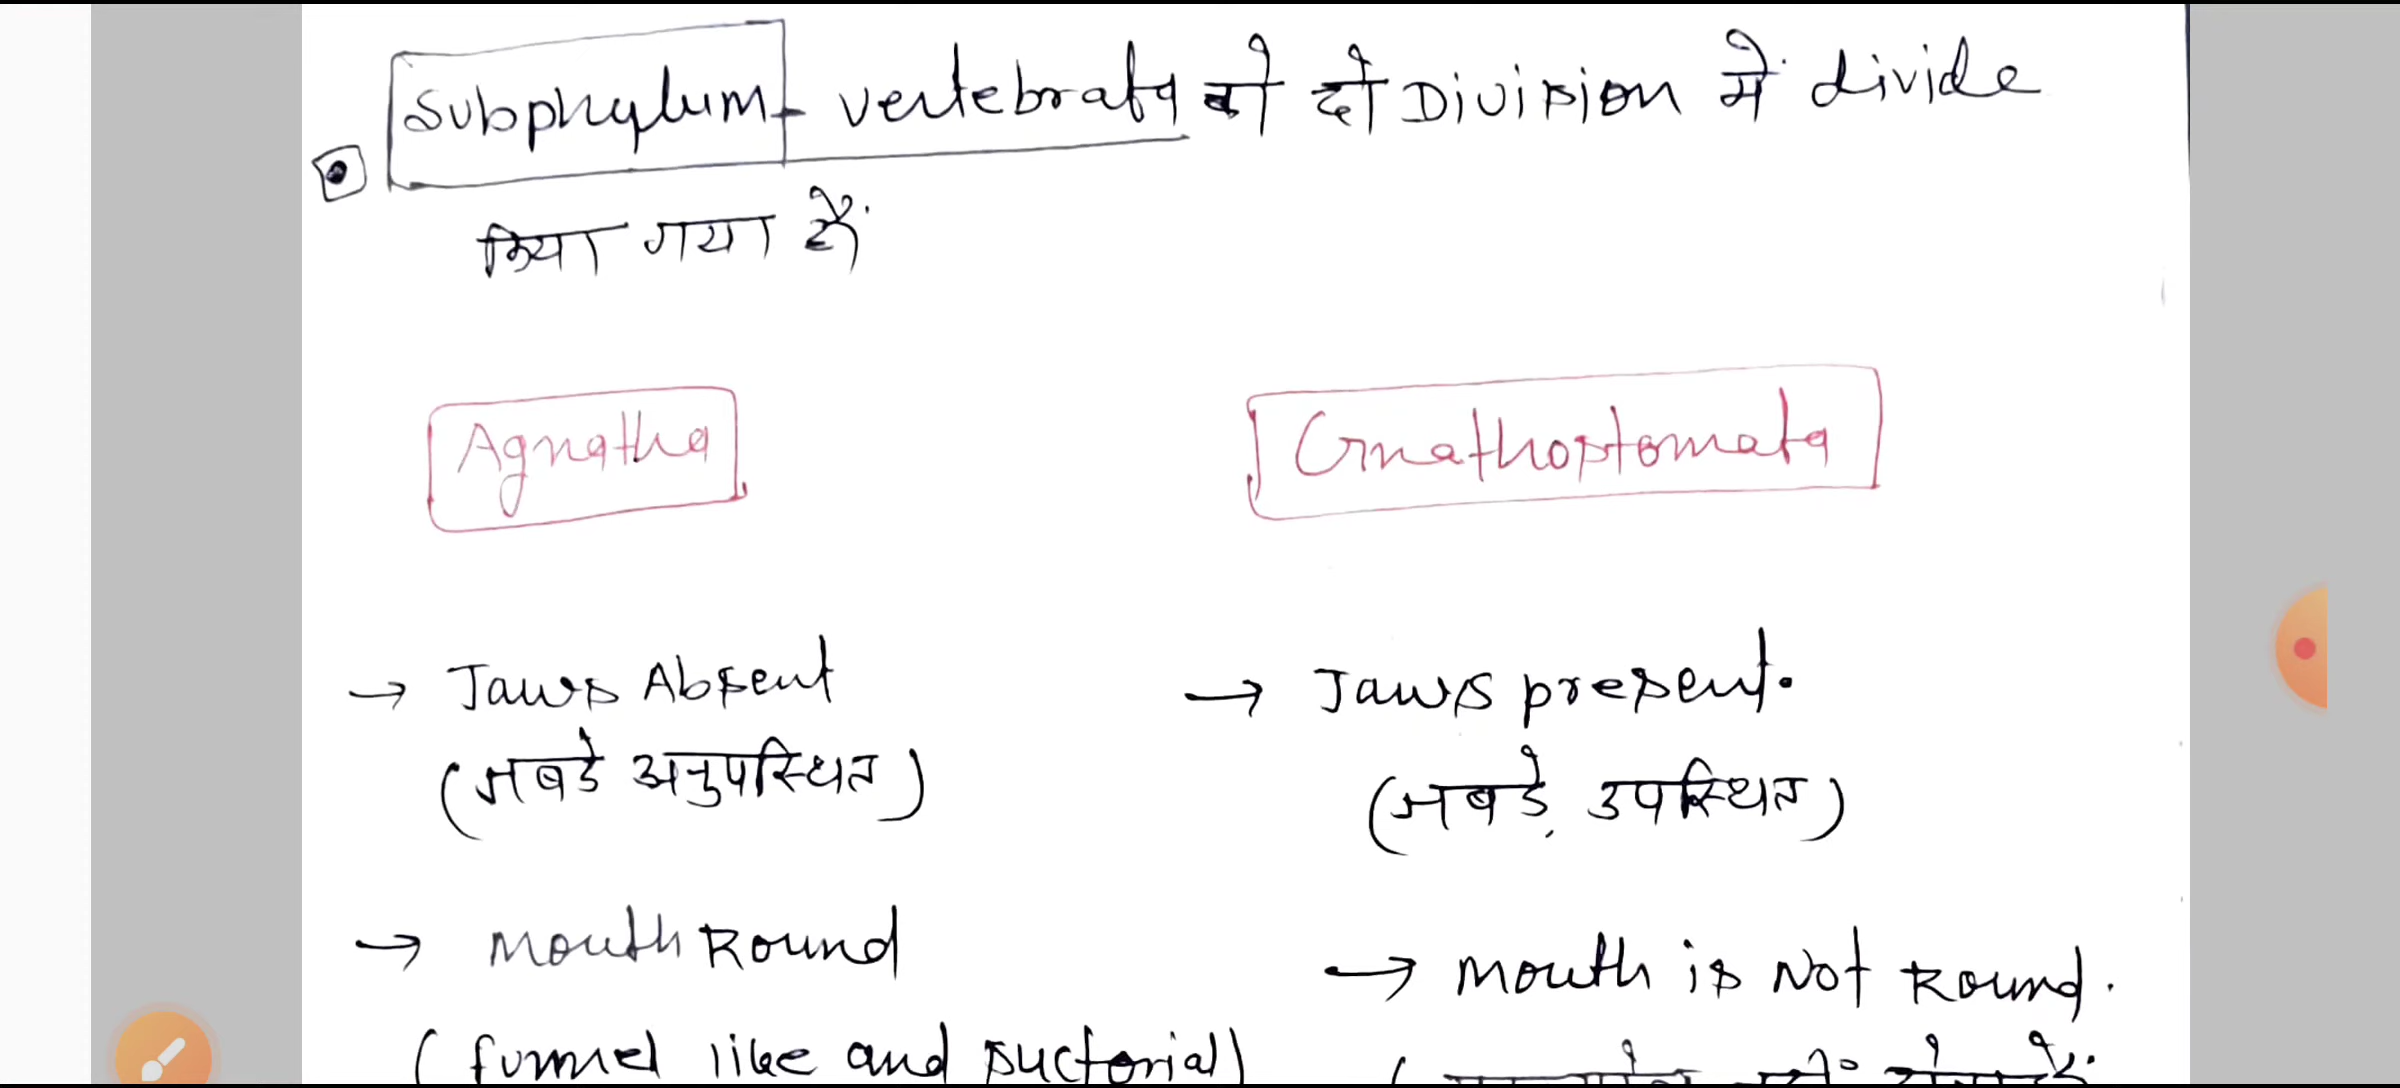 Subphylum - vertebrata को दो Division में divide
किया गया हैं
Agnatha
Gnathostomata
→ Jaws Absent
(जबडे अनुपस्थित)
→ Jaws present.
(जबडे उपस्थित)
→ Mouth Round
(funnel like and suctorial)
→ Mouth is Not Round.